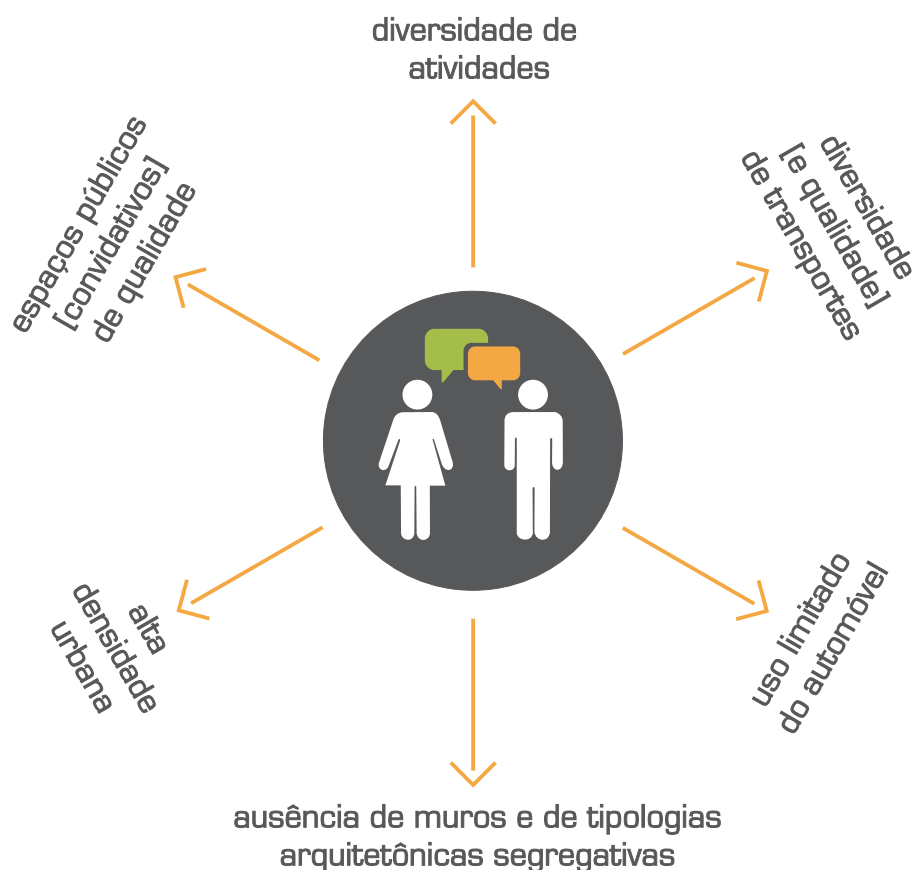 diversidade de
atividades
diversidade
[e qualidade]
de transportes
uso limitado
do automóvel
ausência de muros e de tipologias
arquitetônicas segregativas
alta
densidade
urbana
espaços públicos
[convidativos]
de qualidade